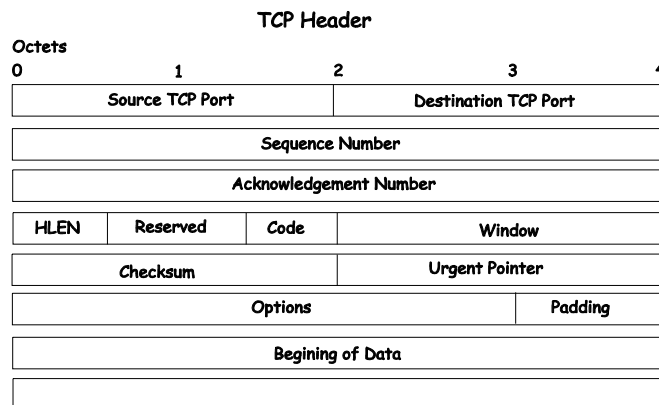 TCP Header
Octets
0 1 2 3 4
Source TCP Port Destination TCP Port
Sequence Number
Acknowledgement Number
HLEN Reserved Code Window
Checksum Urgent Pointer
Options Padding
Begining of Data